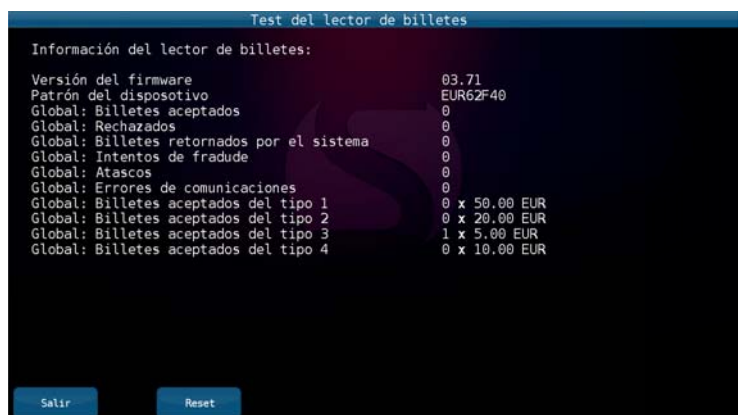 Test del lector de billetes
Información del lector de billetes:
Versión del firmware 03.71
Patrón del disposotivo EUR62F40
Global: Billetes aceptados 0
Global: Rechazados 0
Global: Billetes retornados por el sistema 0
Global: Intentos de fradude 0
Global: Atascos 0
Global: Errores de comunicaciones 0
Global: Billetes aceptados del tipo 1 0 x 50.00 EUR
Global: Billetes aceptados del tipo 2 0 x 20.00 EUR
Global: Billetes aceptados del tipo 3 1 x 5.00 EUR
Global: Billetes aceptados del tipo 4 0 x 10.00 EUR
Salir Reset